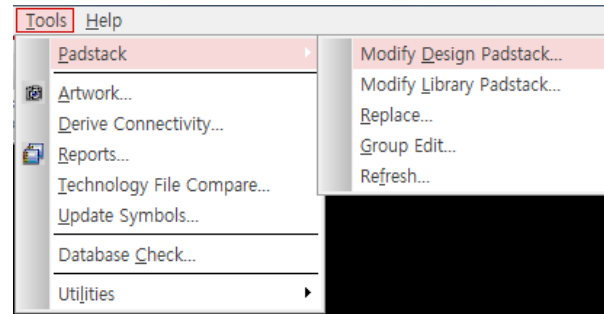 Tools Help
Padstack
Artwork...
Derive Connectivity...
Reports...
Technology File Compare...
Update Symbols...
Database Check...
Utilities
Modify Design Padstack...
Modify Library Padstack...
Replace...
Group Edit...
Refresh...